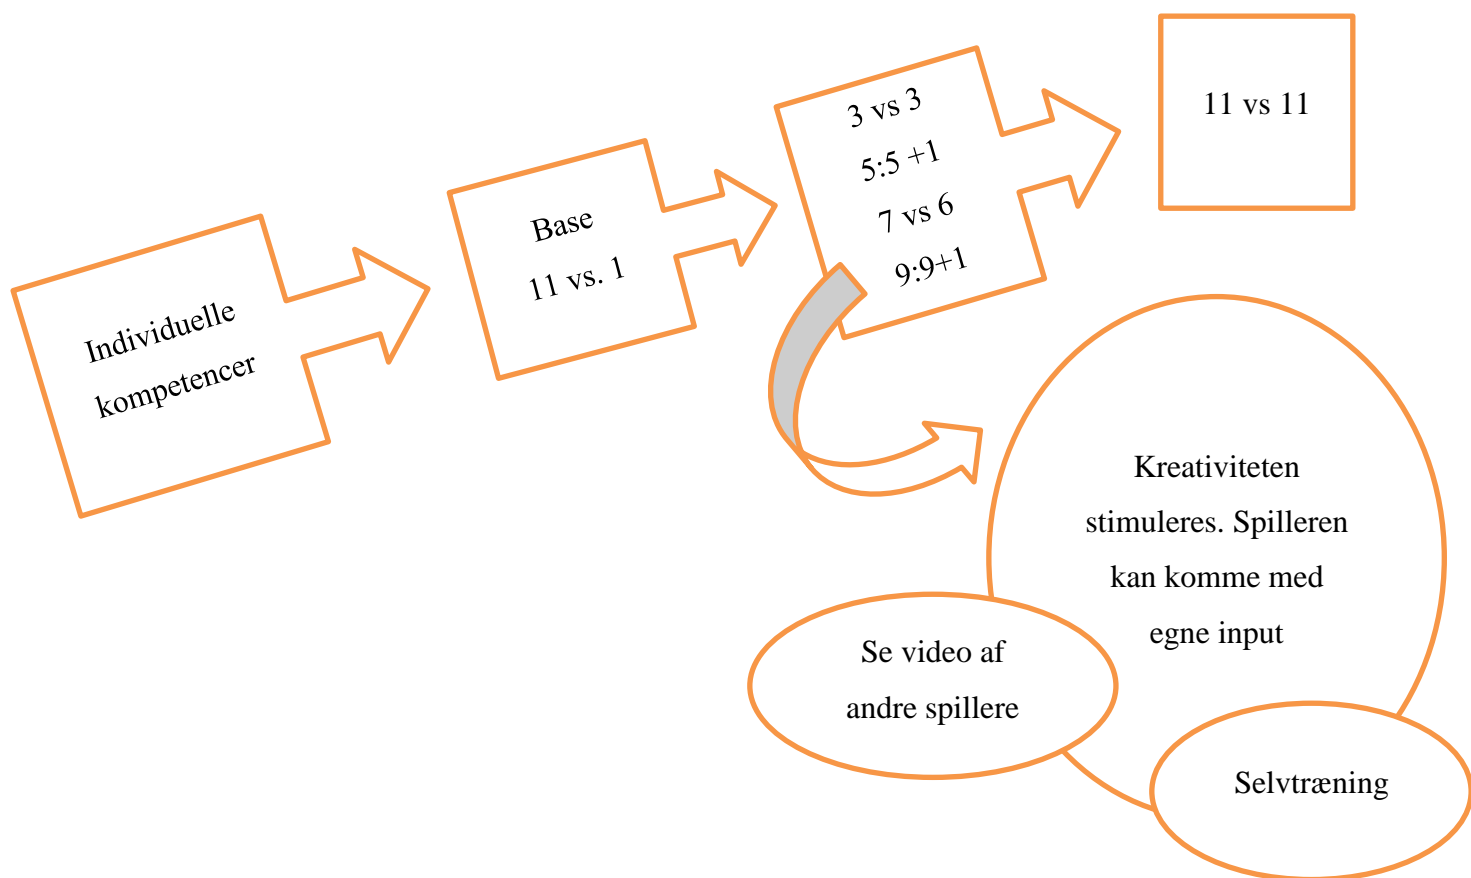 Individuelle
kompetencer
Base
11 vs. 1
3 vs 3
5:5 +1
7 vs 6
9:9+1
11 vs 11
Kreativiteten
stimuleres. Spilleren
kan komme med
egne input
Se video af
andre spillere
Selvtræning